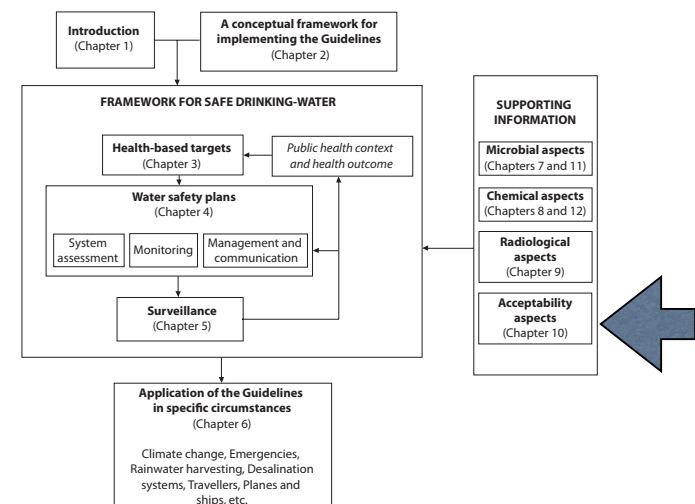 Introduction
(Chapter 1)
A conceptual framework for
implementing the Guidelines
(Chapter 2)
FRAMEWORK FOR SAFE DRINKING-WATER
Health-based targets
(Chapter 3)
Public health context
and health outcome
Water safety plans
(Chapter 4)
System
assessment
Monitoring
Management and
communication
Surveillance
(Chapter 5)
SUPPORTING
INFORMATION
Microbial aspects
(Chapters 7 and 11)
Chemical aspects
(Chapters 8 and 12)
Radiological
aspects
(Chapter 9)
Acceptability
aspects
(Chapter 10)
Application of the Guidelines
in specific circumstances
(Chapter 6)
Climate change, Emergencies,
Rainwater harvesting, Desalination
systems, Travellers, Planes and
ships, etc.